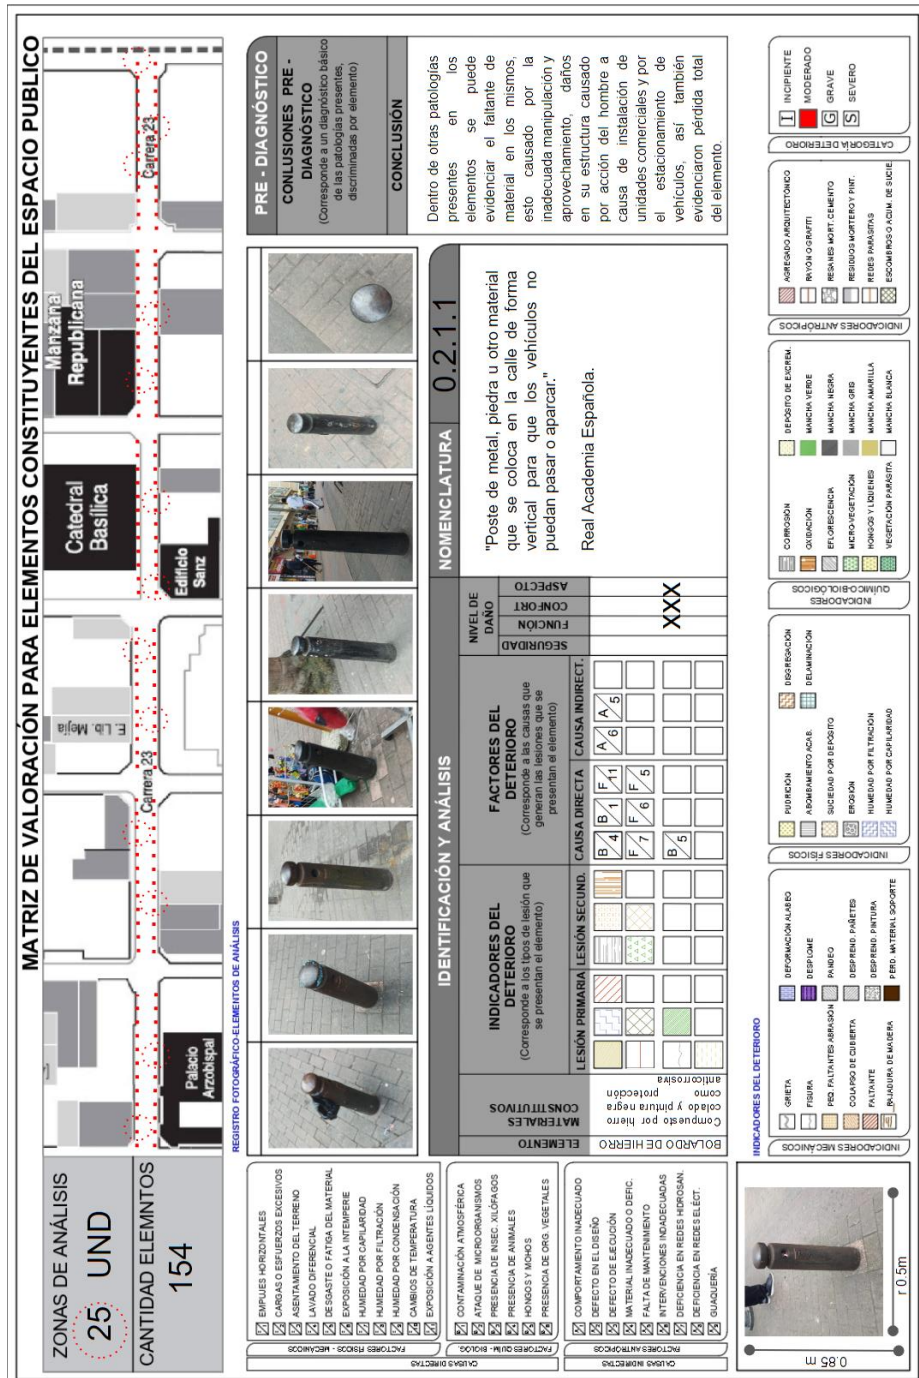 MATRIZ DE VALORACIÓN PARA ELEMENTOS CONSTITUYENTES DEL ESPACIO PUBLICO
ZONAS DE ANÁLISIS
25 UND
CANTIDAD ELEMNTOS
154
Palacio
Arzobispal
Carrera 23
E. Lib. Mejía
Catedral
Basílica
Edificio
Sanz
Manzana
Republicana
Carrera 23
REGISTRO FOTOGRÁFICO-ELEMENTOS DE ANÁLISIS
PRE - DIAGNÓSTICO
CONLUSIONES PRE -
DIAGNÓSTICO
(Corresponde a un diagnóstico básico
de las patologías presentes,
discriminadas por elemento)
CONCLUSIÓN
Dentro de otras patologías
presentes en los
elementos se puede
evidenciar el faltante de
material en los mismos,
esto causado por la
inadecuada manipulación y
aprovechamiento, daños
en su estructura causado
por acción del hombre a
causa de instalación de
unidades comerciales y por
el estacionamiento de
vehículos, así también
evidenciaron pérdida total
del elemento.
CAUSAS DIRECTAS
FACTORES FÍSICOS - MECÁNICOS
EMPUJES HORIZONTALES
CARGAS O ESFUERZOS EXCESIVOS
ASENTAMIENTO DEL TERRENO
LAVADO DIFERENCIAL
DESGASTE O FATIGA DEL MATERIAL
EXPOSICIÓN A LA INTEMPERIE
HUMEDAD POR CAPILARIDAD
HUMEDAD POR FILTRACIÓN
HUMEDAD POR CONDENSACIÓN
CAMBIOS DE TEMPERATURA
EXPOSICIÓN A AGENTES LÍQUIDOS
FACTORES QUÍM - BIOLÓG.
CONTAMINACIÓN ATMOSFÉRICA
ATAQUE DE MICROORGANISMOS
PRESENCIA DE INSEC. XILÓFAGOS
PRESENCIA DE ANIMALES
HONGOS Y MOHOS
PRESENCIA DE ORG. VEGETALES
CAUSAS INDIRECTAS
FACTORES ANTRÓPICOS
COMPORTAMIENTO INADECUADO
DEFECTO EN EL DISEÑO
DEFECTO DE EJECUCIÓN
MATERIAL INADECUADO O DEFIC.
FALTA DE MANTENIMIENTO
INTERVENCIONES INDADECUADAS
DEFICIENCIA EN REDES HIDROSAN.
DEFICIENCIA EN REDES ELÉCT.
GUAQUERÍA
IDENTIFICACIÓN Y ANÁLISIS
NOMENCLATURA
0.2.1.1
ELEMENTO
MATERIALES
CONSTITUTIVOS
INDICADORES DEL
DETERIORO
(Corresponde a los tipos de lesión que
se presentan el elemento)
LESIÓN PRIMARIA
LESIÓN SECUND.
FACTORES DEL
DETERIORO
(Corresponde a las causas que
generan las lesiones que se
presentan el elemento)
CAUSA DIRECTA
CAUSA INDIRECT.
NIVEL DE
DAÑO
SEGURIDAD
FUNCIÓN
CONFORT
ASPECTO
BOLARDO DE HIERRO
Compuesto por hierro
colado y pintura negra
como protección
anticorrosiva
B 4
B 1
F 11
A 6
A 5
F 7
F 6
F 5
B 5
XXX
"Poste de metal, piedra u otro material
que se coloca en la calle de forma
vertical para que los vehículos no
puedan pasar o aparcar."
Real Academia Española.
0.85 m
r 0.5m
INDICADORES DEL DETERIORO
INDICADORES MECÁNICOS
GRIETA
FISURA
PEQ. FALTANTES ABRASIÓN
COLAPSO DE CUBIERTA
FALTANTE
RAJADURA DE MADERA
DEFORMACIÓN ALABEO
DESPLOME
PANDEO
DESPREND. PAÑETES
DESPREND. PINTURA
PERD. MATERIAL SOPORTE
INDICADORES FÍSICOS
PUDRICIÓN
ABOMBAMIENTO ACAB.
SUCIEDAD POR DEPÓSITO
EROSIÓN
HUMEDAD POR FILTRACIÓN
HUMEDAD POR CAPILARIDAD
DISGREGACIÓN
DELAMINACIÓN
INDICADORES
QUÍMICO-BIOLÓGICOS
CORROSIÓN
OXIDACIÓN
EFLORESCENCIA
MICRO-VEGETACIÓN
HONGOS Y LÍQUENES
VEGETACIÓN PARÁSITA
DEPÓSITO DE EXCREM.
MANCHA VERDE
MANCHA NEGRA
MANCHA GRIS
MANCHA AMARILLA
MANCHA BLANCA
INDICADORES ANTRÓPICOS
AGREGADO ARQUITECTÓNICO
RAYÓN O GRAFITI
RESANES MORT. CEMENTO
RESIDUOS MORTERO Y PINT.
REDES PARÁSITAS
ESCOMBROS O ACUM. DE SUCIE.
CATEGORÍA DETERIORO
I INCIPIENTE
MODERADO
G GRAVE
S SEVERO